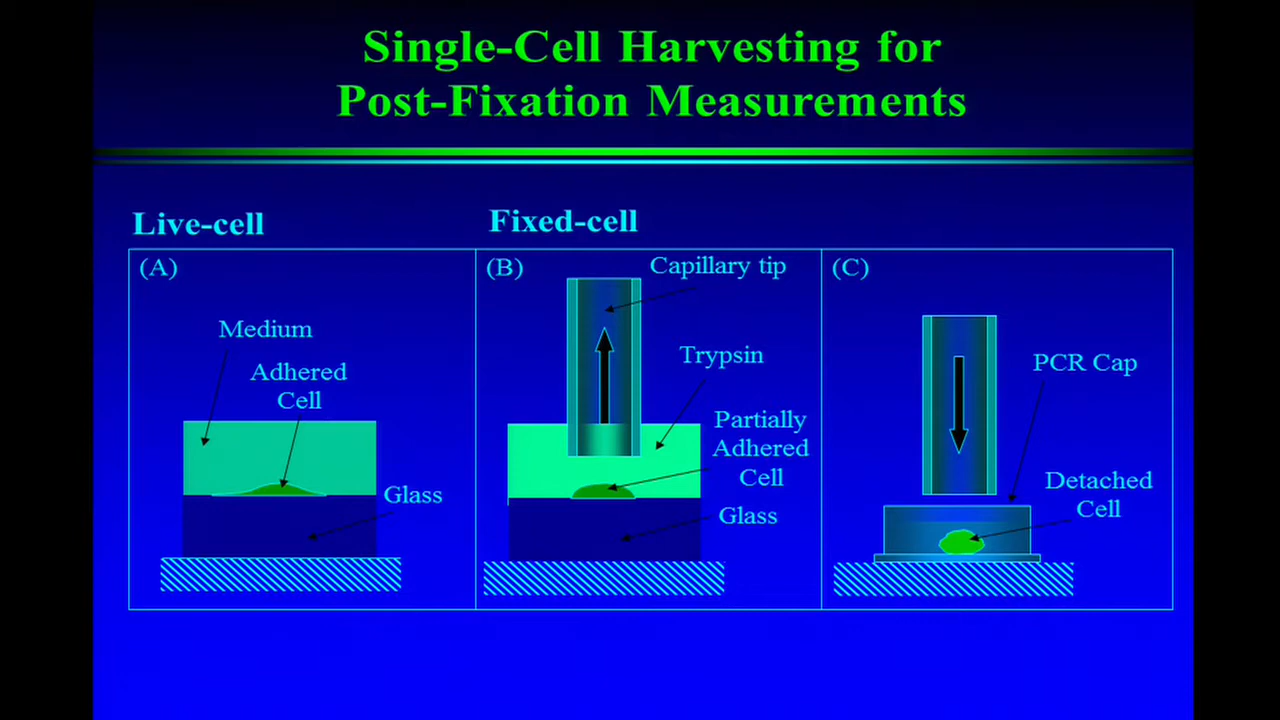 Single-Cell Harvesting for
Post-Fixation Measurements
Live-cell
Fixed-cell
(A)
Medium
Adhered
Cell
Glass
(B)
Capillary tip
Trypsin
Partially
Adhered
Cell
Glass
(C)
PCR Cap
Detached
Cell